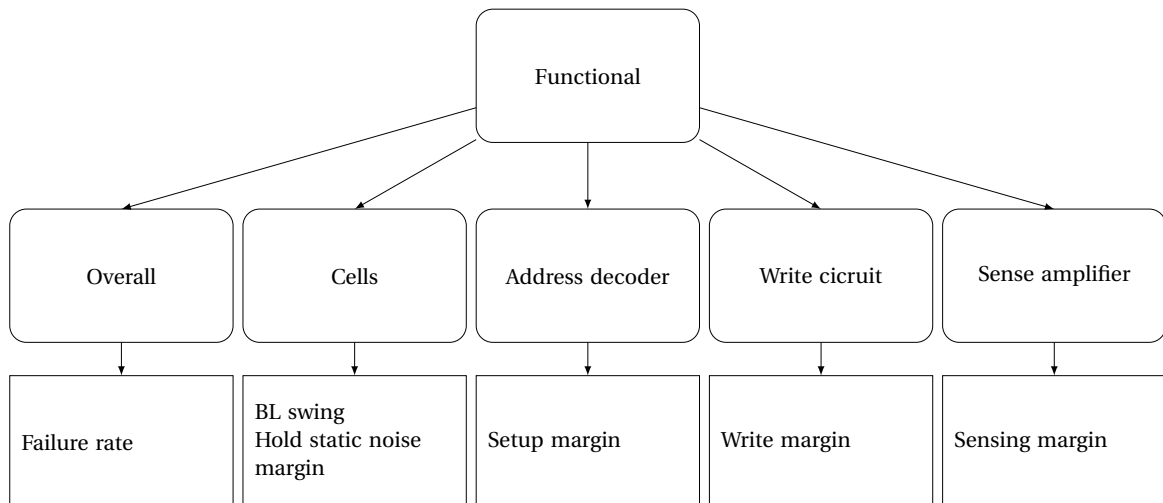 Functional
Overall
Cells
Address decoder
Write cicruit
Sense amplifier
Failure rate
BL swing
Hold static noise
margin
Setup margin
Write margin
Sensing margin